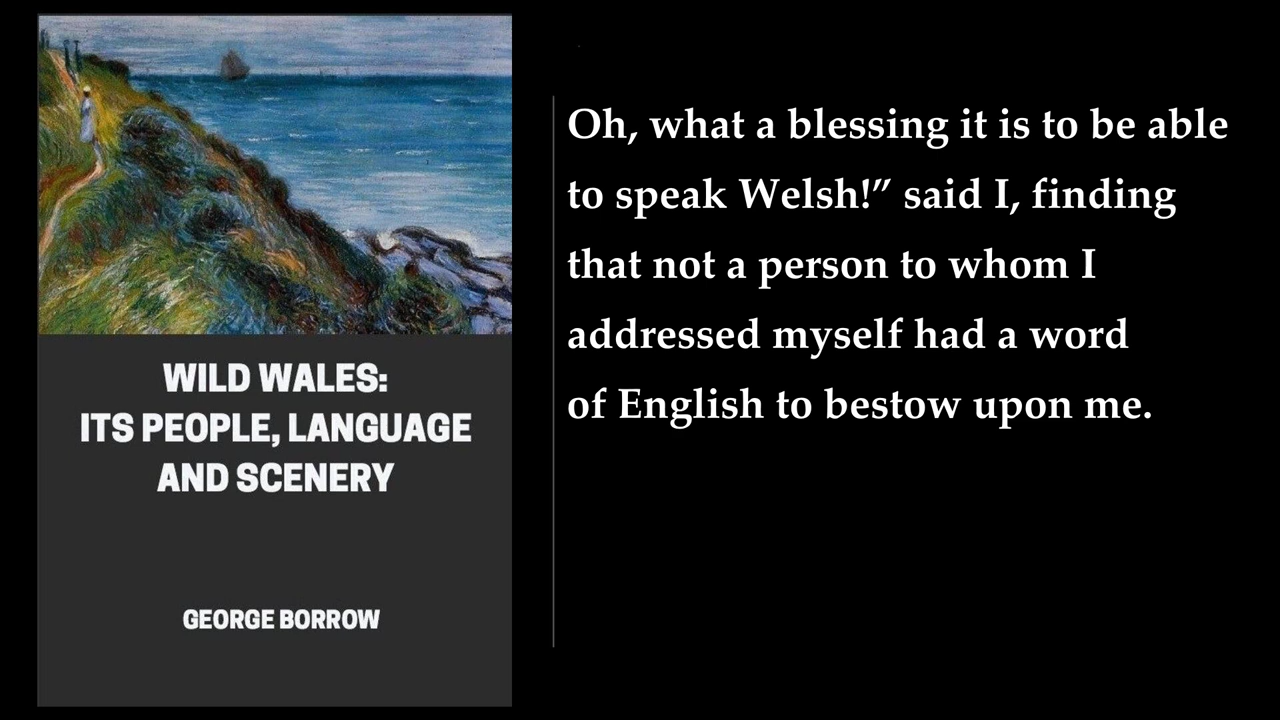 WILD WALES:
ITS PEOPLE, LANGUAGE
AND SCENERY
GEORGE BORROW
Oh, what a blessing it is to be able
to speak Welsh!” said I, finding
that not a person to whom I
addressed myself had a word
of English to bestow upon me.